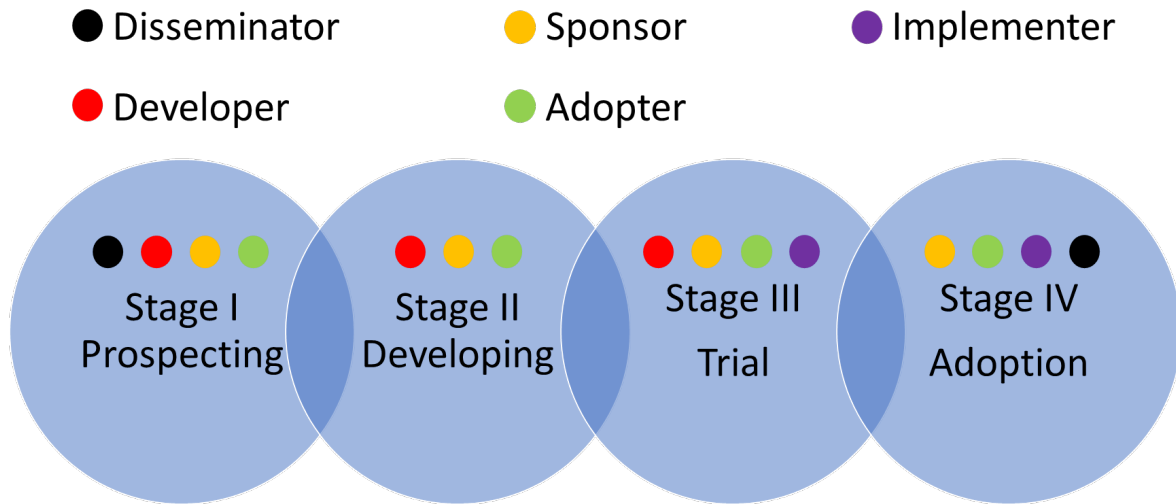 Disseminator
Sponsor
Implementer
Developer
Adopter
Stage I
Prospecting
Stage II
Developing
Stage III
Trial
Stage IV
Adoption